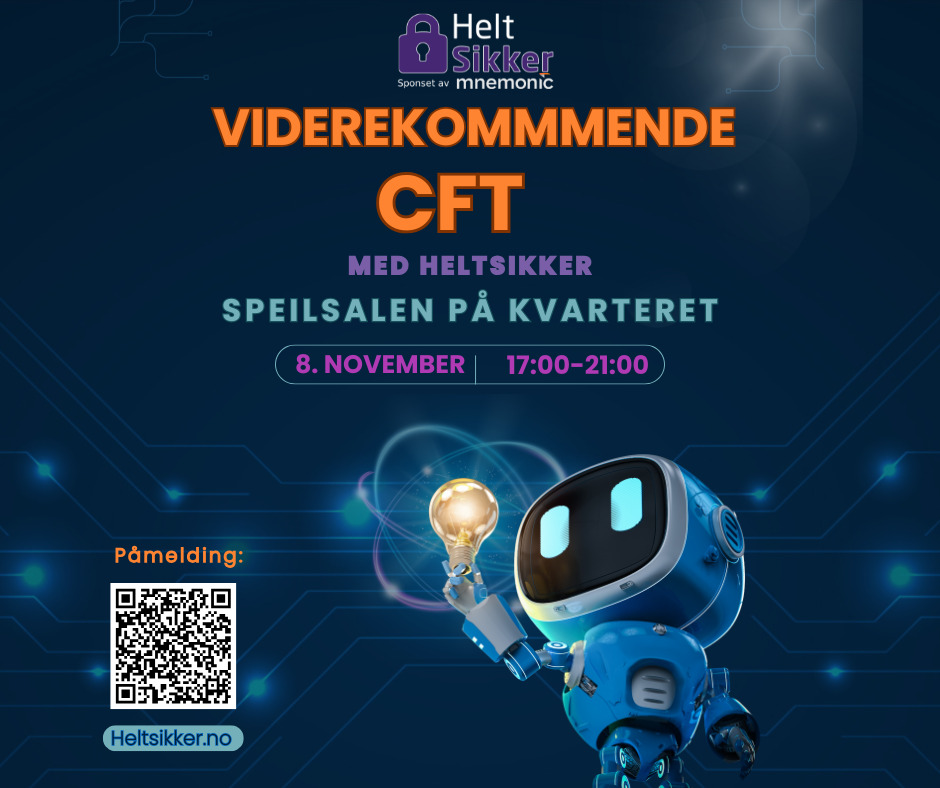 Helt
Sikker
Sponset av mnemonic
VIDEREKOMMMENDE
CFT
MED HELTSIKKER
SPEILSALEN PÅ KVARTERET
8. NOVEMBER 17:00-21:00
Påmelding:
Heltsikker.no